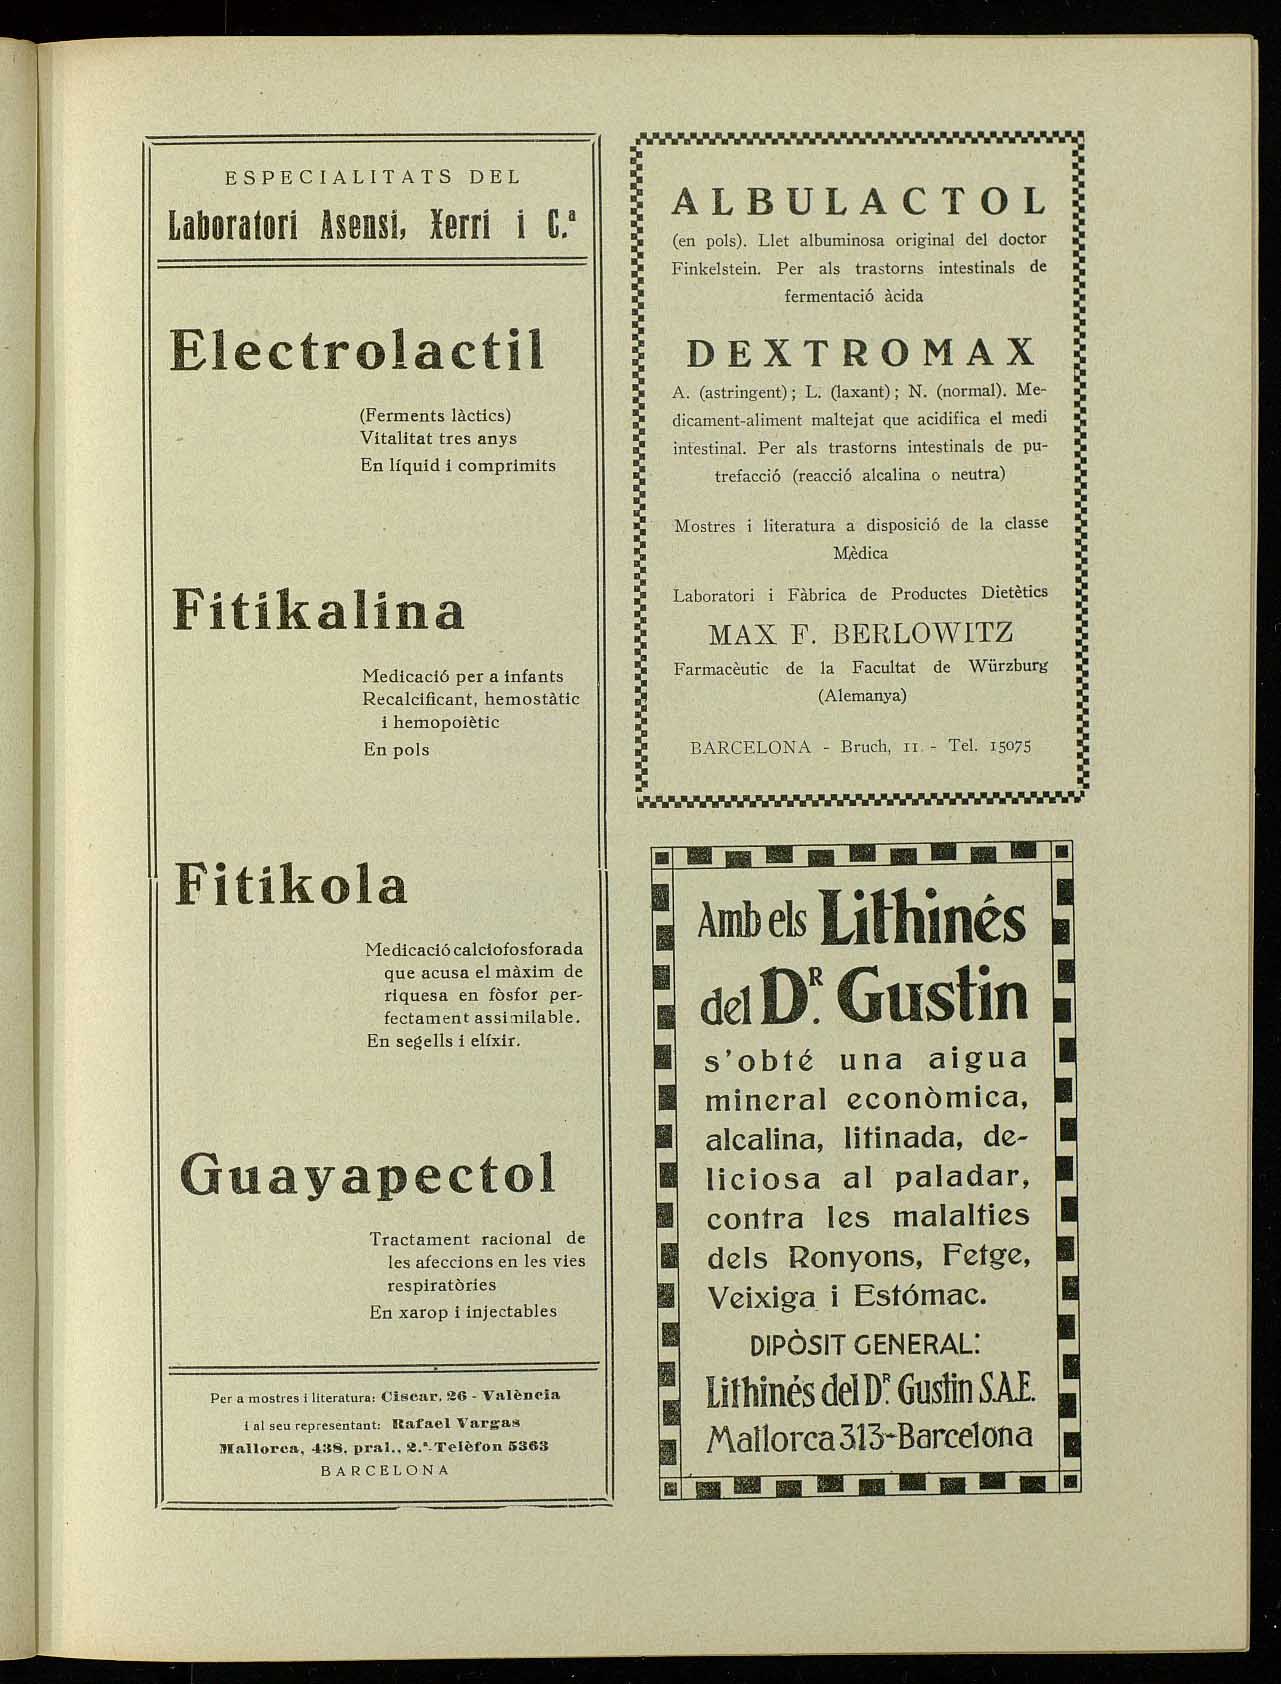 ESPECIALITATS DEL
Laboratori Asensi, Xerri i C.ª
Electrolactil
(Ferments làctics)
Vitalitat tres anys
En líquid i comprimits
Fitikalina
Medicació per a infants
Recalcificant, hemostàtic
i hemopoiètic
En pols
Fitikola
Medicació calciofosforada
que acusa el màxim de
riquesa en fòsfor per-
fectament assimilable.
En segells i elíxir.
Guayapectol
Tractament racional de
les afeccions en les vies
respiratòries
En xarop i injectables
Per a mostres i literatura: Ciscar, 26 - València
i al seu representant: Rafael Vargas
Mallorca, 438, pral., 2.ª-Telèfon 5363
BARCELONA
ALBULACTOL
(en pols). Llet albuminosa original del doctor
Finkelstein. Per als trastorns intestinals de
fermentació àcida
DEXTROMAX
A. (astringent); L. (laxant); N. (normal). Me-
dicament-aliment maltejat que acidifica el medi
intestinal. Per als trastorns intestinals de pu-
trefacció (reacció alcalina o neutra)
Mostres i literatura a disposició de la classe
Mèdica
Laboratori i Fàbrica de Productes Dietètics
MAX F. BERLOWITZ
Farmacèutic de la Facultat de Würzburg
(Alemanya)
BARCELONA - Bruch, 11. - Tel. 15075
Amb els Lithinés
del Dr. Gustin
s'obté una aigua
mineral econòmica,
alcalina, litinada, de-
liciosa al paladar,
contra les malalties
dels Ronyons, Fetge,
Veixiga i Estómac.
DIPÒSIT GENERAL:
Lithinés del Dr. Gustin S.A.E.
Mallorca 313-Barcelona